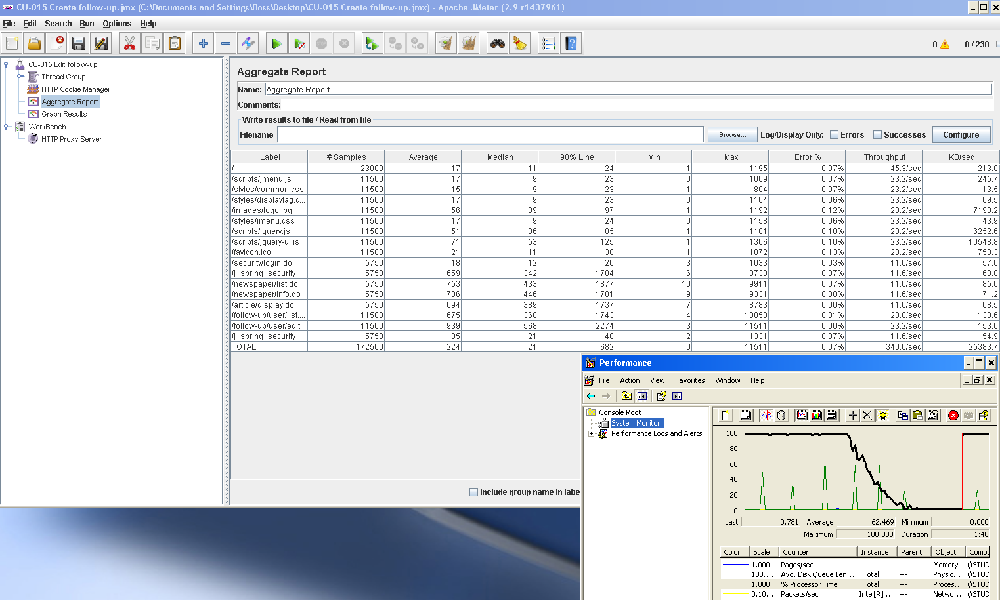 CU-015 Create follow-up.jmx (C:\Documents and Settings\Boss\Desktop\CU-015 Create follow-up.jmx) - Apache JMeter (2.9 r1437961)
File Edit Search Run Options Help
0 0 / 230
CU-015 Edit follow-up
Thread Group
HTTP Cookie Manager
Aggregate Report
Graph Results
WorkBench
HTTP Proxy Server
Aggregate Report
Name: Aggregate Report
Comments:
Write results to file / Read from file
Filename Browse... Log/Display Only: Errors Successes Configure
Label # Samples Average Median 90% Line Min Max Error % Throughput KB/sec
/ 23000 17 11 24 1 1195 0.07% 45.3/sec 213.0
/scripts/jmenu.js 11500 17 9 23 0 1069 0.07% 23.2/sec 245.7
/styles/common.css 11500 15 9 23 1 804 0.07% 23.2/sec 13.5
/styles/displaytag.c... 11500 17 9 23 0 1164 0.06% 23.2/sec 69.5
/images/logo.jpg 11500 56 39 97 1 1192 0.12% 23.2/sec 7190.2
/styles/jmenu.css 11500 17 9 24 0 1158 0.06% 23.2/sec 43.9
/scripts/jquery.js 11500 51 36 85 1 1101 0.10% 23.2/sec 6252.6
/scripts/jquery-ui.js 11500 71 53 125 1 1366 0.10% 23.2/sec 10548.8
/favicon.ico 11500 21 11 30 1 1072 0.13% 23.2/sec 753.3
/security/login.do 5750 18 12 26 3 1033 0.03% 11.6/sec 57.6
/j_spring_security_... 5750 659 342 1704 6 8730 0.07% 11.6/sec 63.0
/newspaper/list.do 5750 753 433 1877 10 9911 0.07% 11.6/sec 85.0
/newspaper/info.do 5750 736 446 1781 9 9331 0.00% 11.6/sec 71.2
/article/display.do 5750 694 389 1737 7 8783 0.00% 11.6/sec 68.5
/follow-up/user/list.... 11500 675 368 1743 4 10850 0.01% 23.0/sec 133.6
/follow-up/user/edit... 11500 939 568 2274 3 11511 0.00% 23.0/sec 153.0
/j_spring_security_... 5750 35 21 48 2 1331 0.07% 11.6/sec 54.9
TOTAL 172500 224 21 682 0 11511 0.07% 340.0/sec 25383.7
Include group name in labe
Performance
File Action View Favorites Window Help
Console Root
System Monitor
Performance Logs and Alerts
100
80
60
40
20
0
Last 0.781 Average 62.469 Minimum 0.000
Maximum 100.000 Duration 1:40
Color Scale Counter Instance Parent Object Compu
1.000 Pages/sec --- --- Memory \\STUD
100.... Avg. Disk Queue Len... _Total --- Physic... \\STUD
1.000 % Processor Time _Total --- Proces... \\STUD
0.10... Packets/sec Intel[R] ... --- Netwo... \\STUD